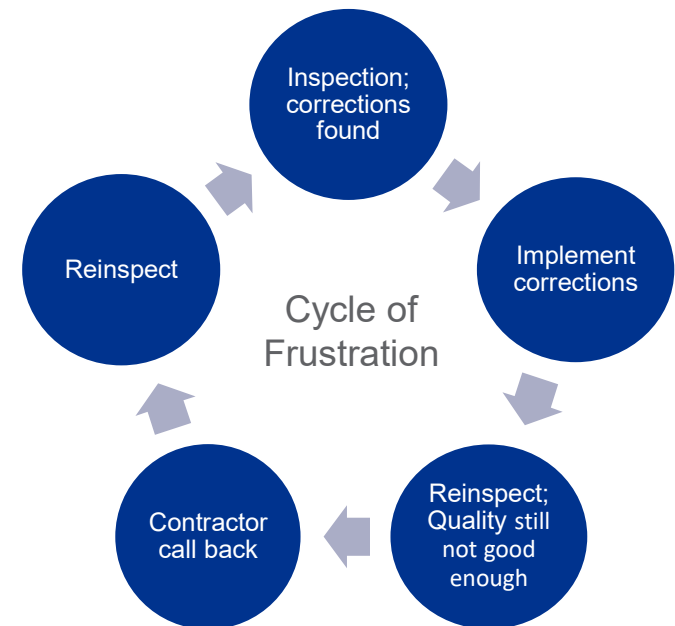 Inspection;
corrections
found
Implement
corrections
Reinspect;
Quality still
not good
enough
Contractor
call back
Reinspect
Cycle of
Frustration